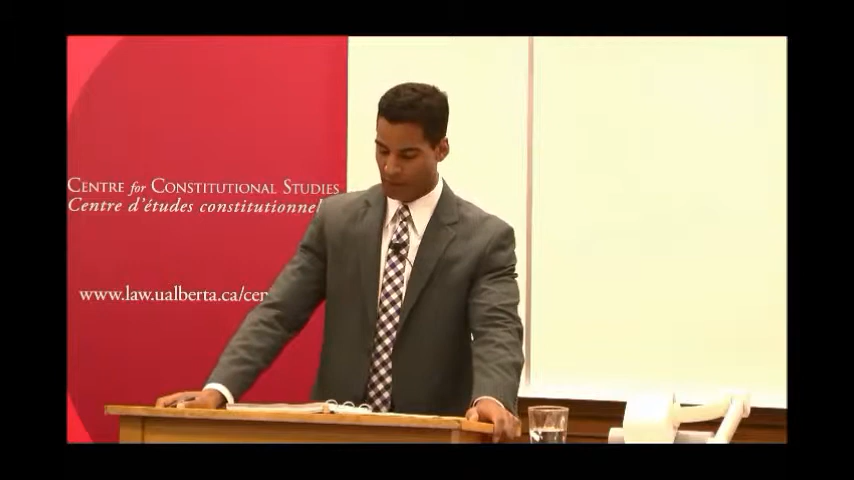 CENTRE for CONSTITUTIONAL STUDIES
Centre d'études constitutionnel
www.law.ualberta.ca/cen